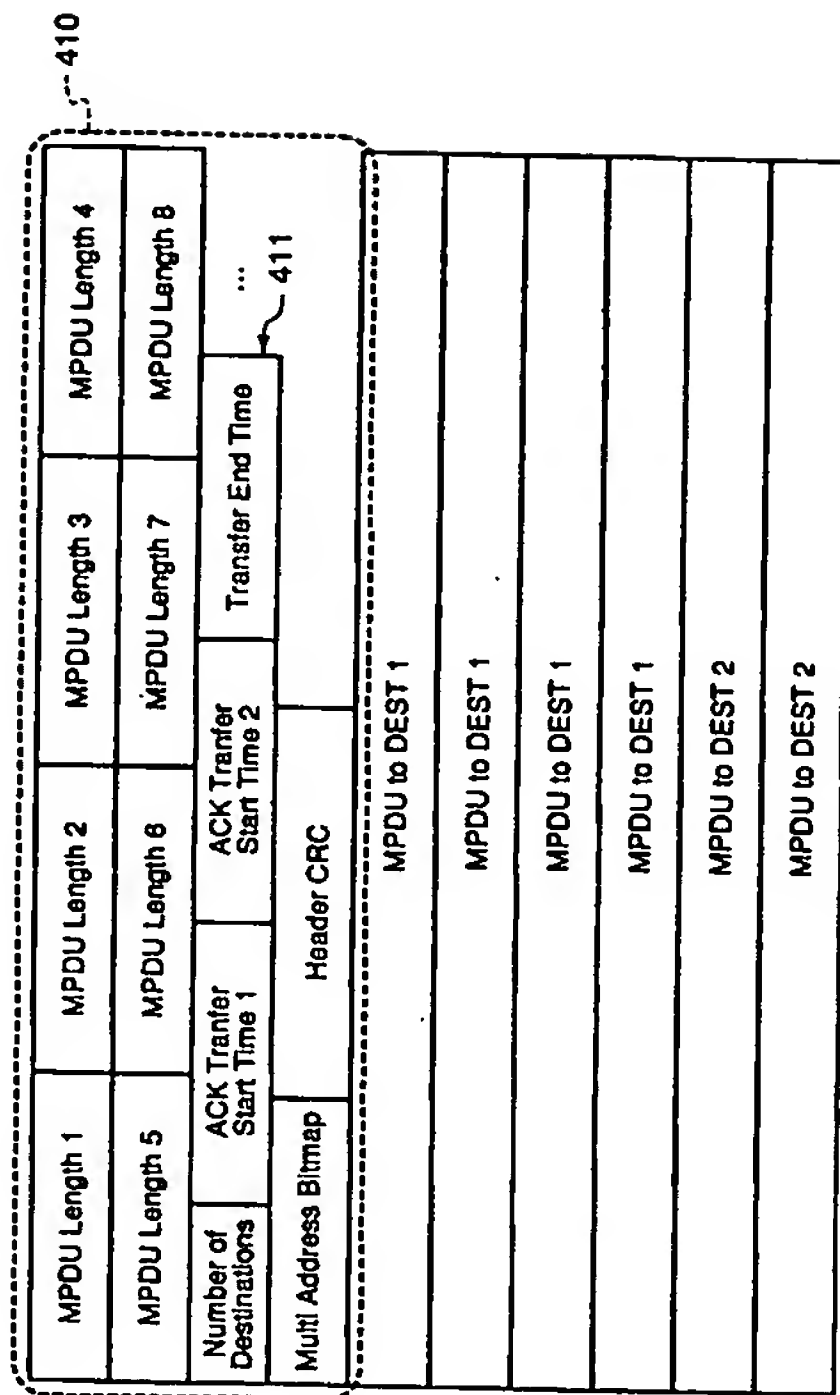 410
MPDU Length 1
MPDU Length 2
MPDU Length 3
MPDU Length 4
MPDU Length 5
MPDU Length 6
MPDU Length 7
MPDU Length 8
Number of
Destinations
ACK Tranfer
Start Time 1
ACK Tranfer
Start Time 2
Transfer End Time
...
411
Multi Address Bitmap
Header CRC
MPDU to DEST 1
MPDU to DEST 1
MPDU to DEST 1
MPDU to DEST 1
MPDU to DEST 2
MPDU to DEST 2